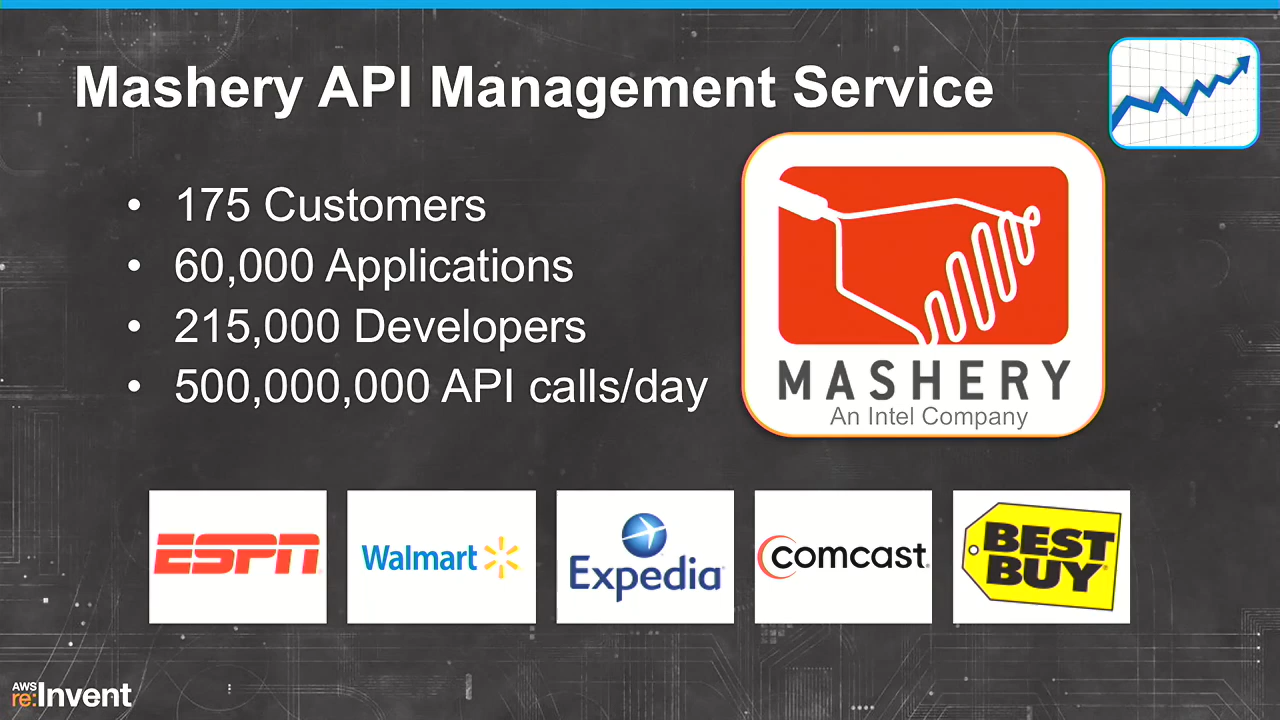 Mashery API Management Service
• 175 Customers
• 60,000 Applications
• 215,000 Developers
• 500,000,000 API calls/day
MASHERY
An Intel Company
ESPN
Walmart
Expedia
comcast
BEST
BUY
AWS
re:Invent